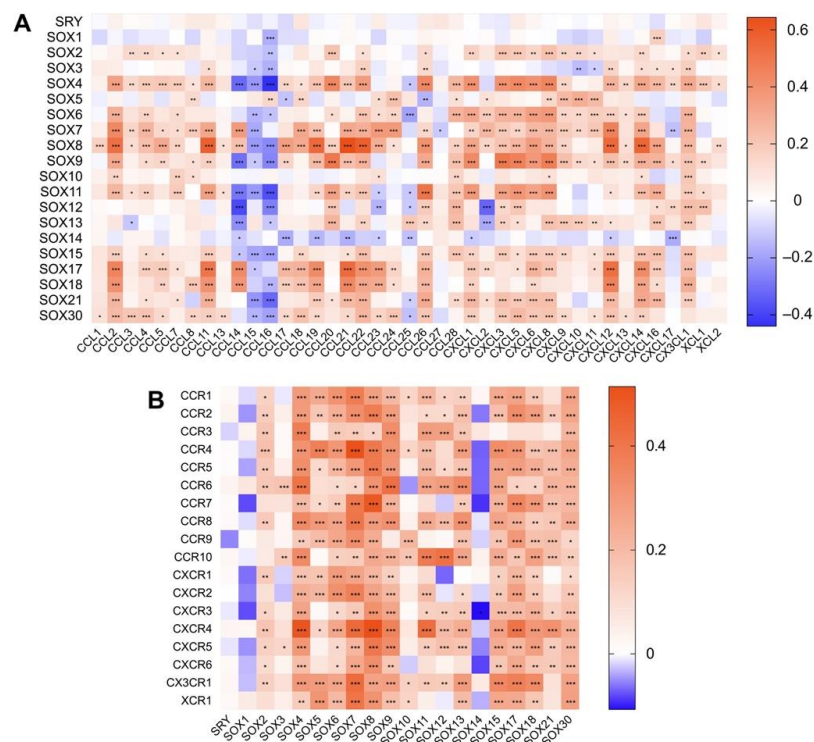 A
SRY
SOX1
SOX2
SOX3
SOX4
SOX5
SOX6
SOX7
SOX8
SOX9
SOX10
SOX11
SOX12
SOX13
SOX14
SOX15
SOX17
SOX18
SOX21
SOX30
CCL1
CCL2
CCL3
CCL4
CCL5
CCL7
CCL8
CCL11
CCL13
CCL14
CCL15
CCL16
CCL17
CCL18
CCL19
CCL20
CCL21
CCL22
CCL23
CCL24
CCL25
CCL26
CCL27
CCL28
CXCL1
CXCL2
CXCL3
CXCL5
CXCL6
CXCL8
CXCL9
CXCL10
CXCL11
CXCL12
CXCL13
CXCL14
CXCL16
CXCL17
CX3CL1
XCL1
XCL2
0.6
0.4
0.2
0
−0.2
−0.4
B
CCR1
CCR2
CCR3
CCR4
CCR5
CCR6
CCR7
CCR8
CCR9
CCR10
CXCR1
CXCR2
CXCR3
CXCR4
CXCR5
CXCR6
CX3CR1
XCR1
SRY
SOX1
SOX2
SOX3
SOX4
SOX5
SOX6
SOX7
SOX8
SOX9
SOX10
SOX11
SOX12
SOX13
SOX14
SOX15
SOX17
SOX18
SOX21
SOX30
0.4
0.2
0